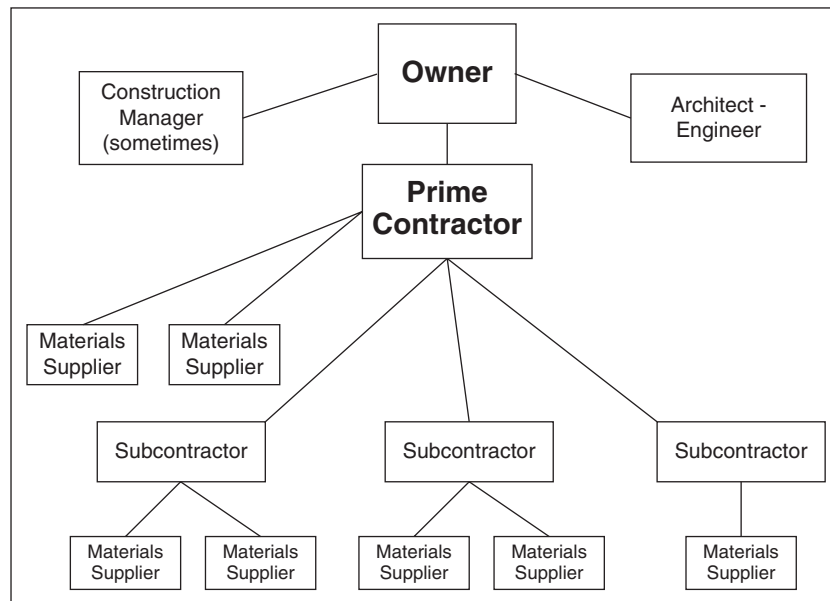 Owner
Construction
Manager
(sometimes)
Architect -
Engineer
Prime
Contractor
Materials
Supplier
Materials
Supplier
Subcontractor
Subcontractor
Subcontractor
Materials
Supplier
Materials
Supplier
Materials
Supplier
Materials
Supplier
Materials
Supplier